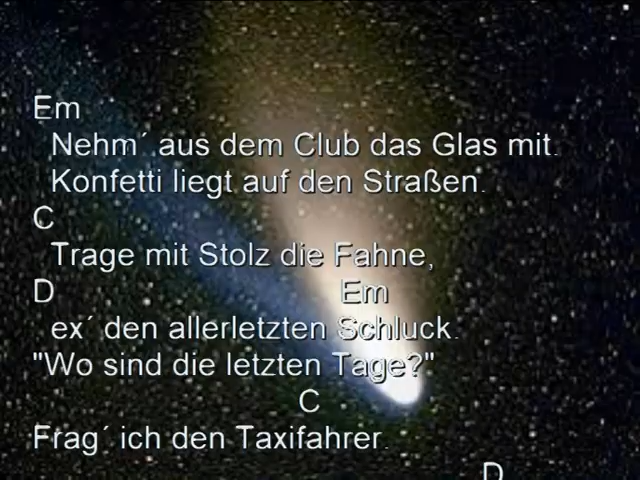 Em
Nehm´ aus dem Club das Glas mit.
Konfetti liegt auf den Straßen.
C
Trage mit Stolz die Fahne,
D Em
ex´ den allerletzten Schluck.
"Wo sind die letzten Tage?"
C
Frag´ ich den Taxifahrer.
D